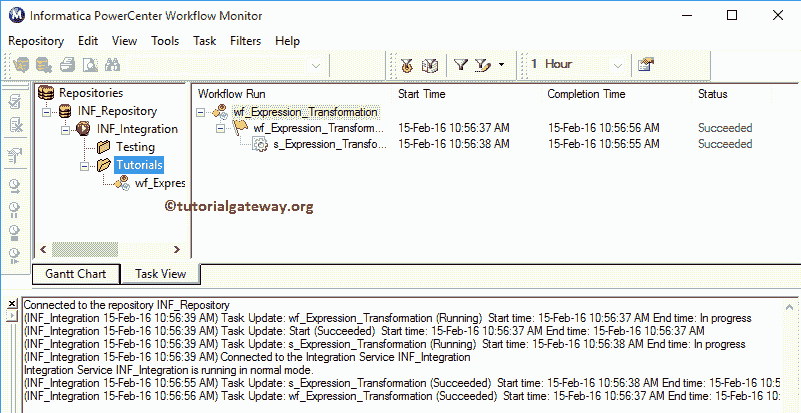 Informatica PowerCenter Workflow Monitor
Repository Edit View Tools Task Filters Help
1 Hour
Repositories
INF_Repository
INF_Integration
Testing
Tutorials
wf_Expres
Workflow Run Start Time Completion Time Status
wf_Expression_Transformation
wf_Expression_Transform... 15-Feb-16 10:56:37 AM 15-Feb-16 10:56:56 AM Succeeded
s_Expression_Transfo... 15-Feb-16 10:56:38 AM 15-Feb-16 10:56:55 AM Succeeded
©tutorialgateway.org
Gantt Chart Task View
Connected to the repository INF_Repository
(INF_Integration 15-Feb-16 10:56:39 AM) Task Update: wf_Expression_Transformation (Running) Start time: 15-Feb-16 10:56:37 AM End time: In progress
(INF_Integration 15-Feb-16 10:56:39 AM) Task Update: Start (Succeeded) Start time: 15-Feb-16 10:56:37 AM End time: 15-Feb-16 10:56:37 AM
(INF_Integration 15-Feb-16 10:56:39 AM) Task Update: s_Expression_Transformation (Running) Start time: 15-Feb-16 10:56:38 AM End time: In progress
(INF_Integration 15-Feb-16 10:56:39 AM) Connected to the Integration Service INF_Integration
Integration Service INF_Integration is running in normal mode.
(INF_Integration 15-Feb-16 10:56:55 AM) Task Update: s_Expression_Transformation (Succeeded) Start time: 15-Feb-16 10:56:38 AM End time: 15-Feb-16 10:5
(INF_Integration 15-Feb-16 10:56:56 AM) Task Update: wf_Expression_Transformation (Succeeded) Start time: 15-Feb-16 10:56:37 AM End time: 15-Feb-16 10: